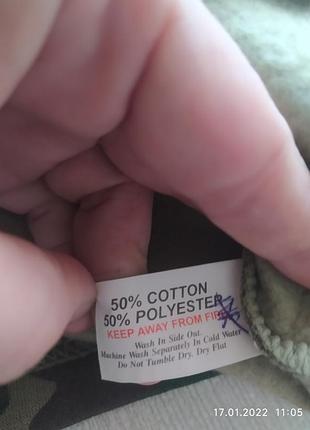 50% COTTON
50% POLYESTER
KEEP AWAY FROM FIRE
Wash In Side Out.
Machine Wash Separately In Cold Water
Do Not Tumble Dry. Dry Flat
17.01.2022 11:05